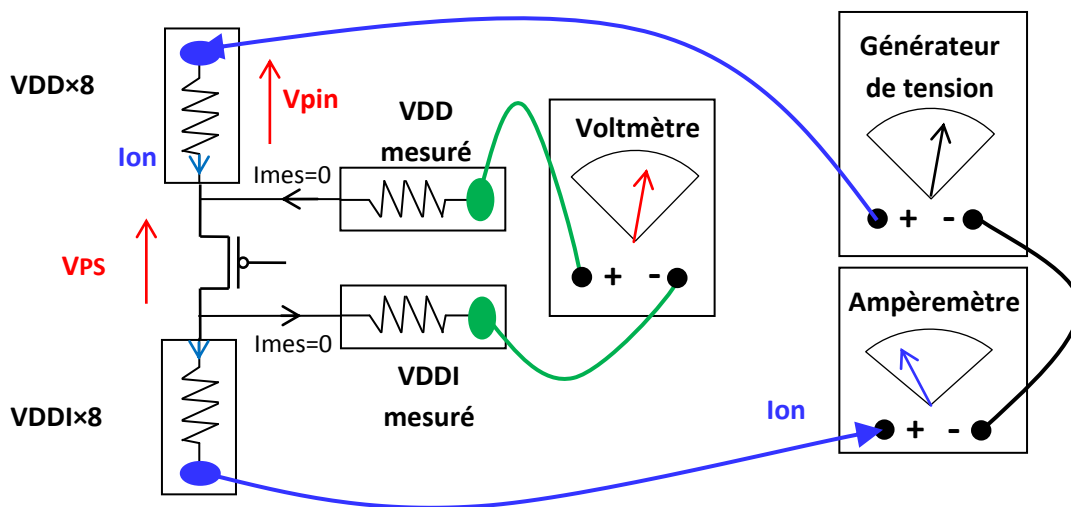 VDD×8
Ion
Vpin
VDD
mesuré
Imes=0
VPS
Imes=0
VDDI
mesuré
VDDI×8
Voltmètre
+ -
Générateur
de tension
+ -
Ampèremètre
Ion
+ -